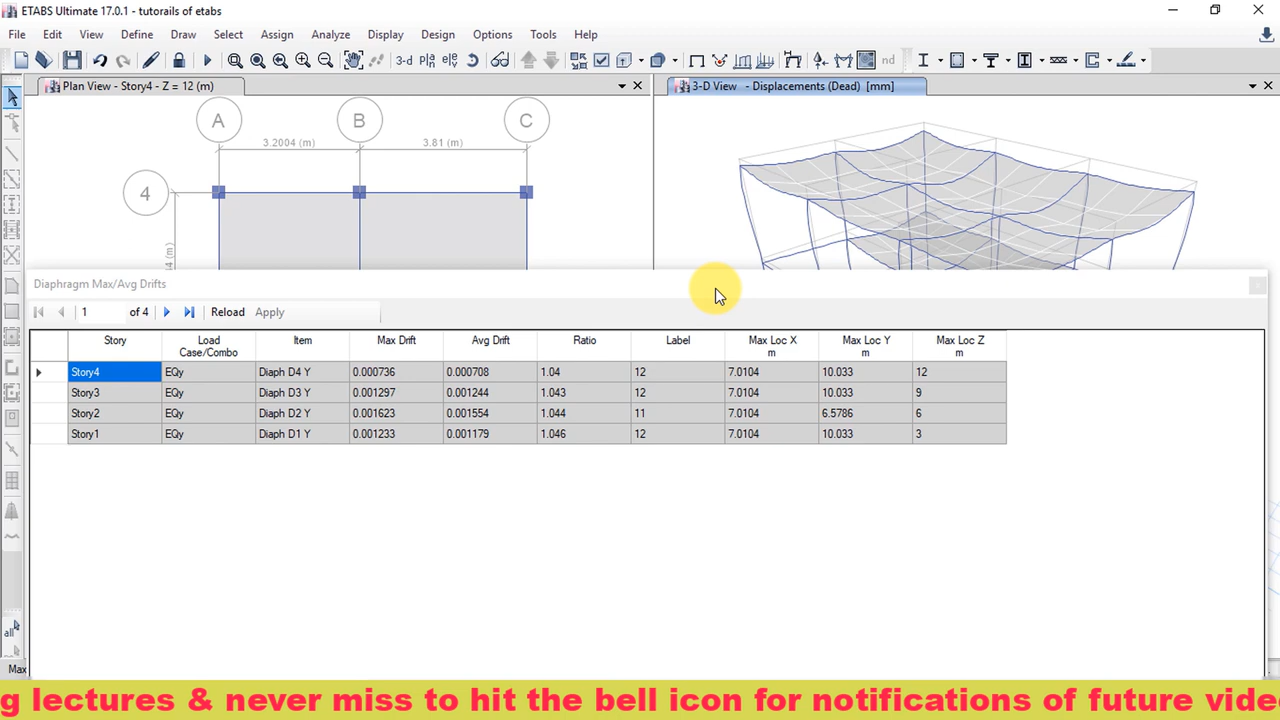 ETABS Ultimate 17.0.1 - tutorails of etabs
File Edit View Define Draw Select Assign Analyze Display Design Options Tools Help
3-d nd
Plan View - Story4 - Z = 12 (m)
3-D View - Displacements (Dead) [mm]
A B C
3.2004 (m) 3.81 (m)
4
4 (m)
Diaphragm Max/Avg Drifts
1 of 4 Reload Apply
Story Load Case/Combo Item Max Drift Avg Drift Ratio Label Max Loc X m Max Loc Y m Max Loc Z m
Story4 EQy Diaph D4 Y 0.000736 0.000708 1.04 12 7.0104 10.033 12
Story3 EQy Diaph D3 Y 0.001297 0.001244 1.043 12 7.0104 10.033 9
Story2 EQy Diaph D2 Y 0.001623 0.001554 1.044 11 7.0104 6.5786 6
Story1 EQy Diaph D1 Y 0.001233 0.001179 1.046 12 7.0104 10.033 3
all
Max
g lectures & never miss to hit the bell icon for notifications of future vide